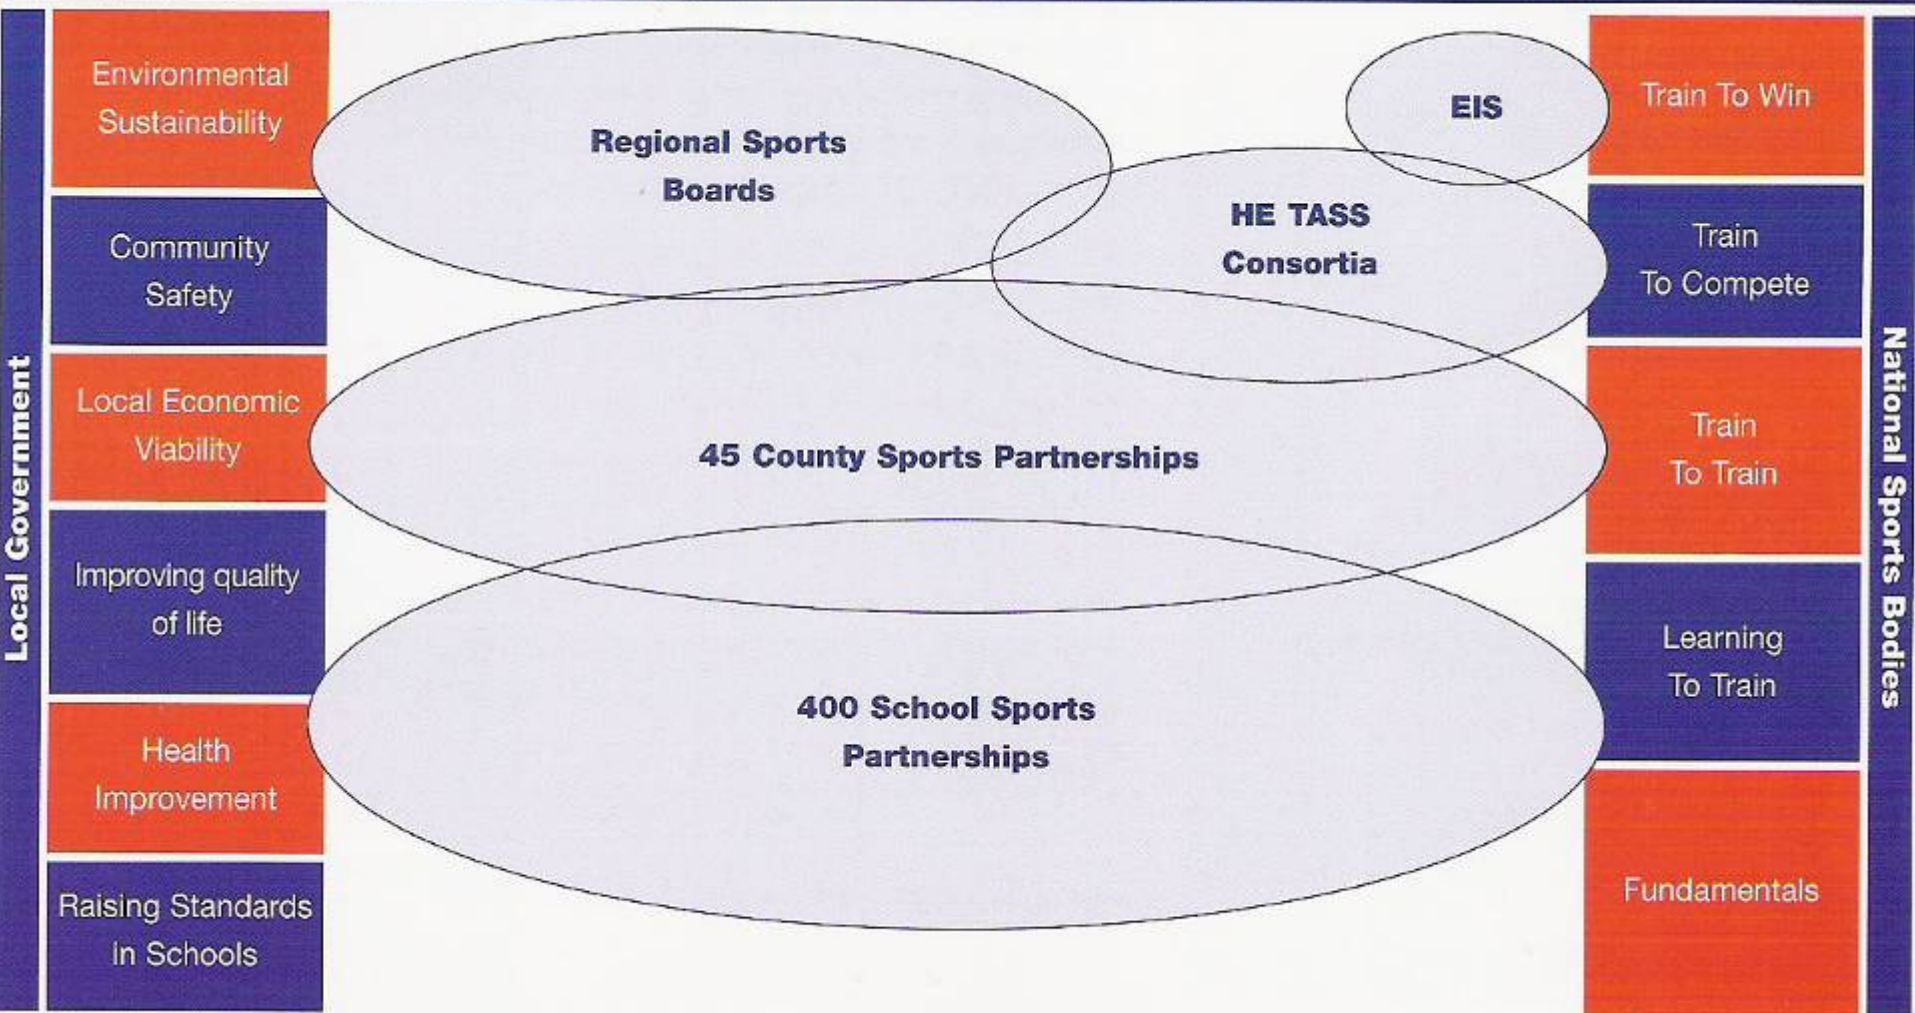 Local Government
Environmental
Sustainability
Community
Safety
Local Economic
Viability
Improving quality
of life
Health
Improvement
Raising Standards
in Schools
Regional Sports
Boards
EIS
HE TASS
Consortia
45 County Sports Partnerships
400 School Sports
Partnerships
Train To Win
Train
To Compete
Train
To Train
Learning
To Train
Fundamentals
National Sports Bodies